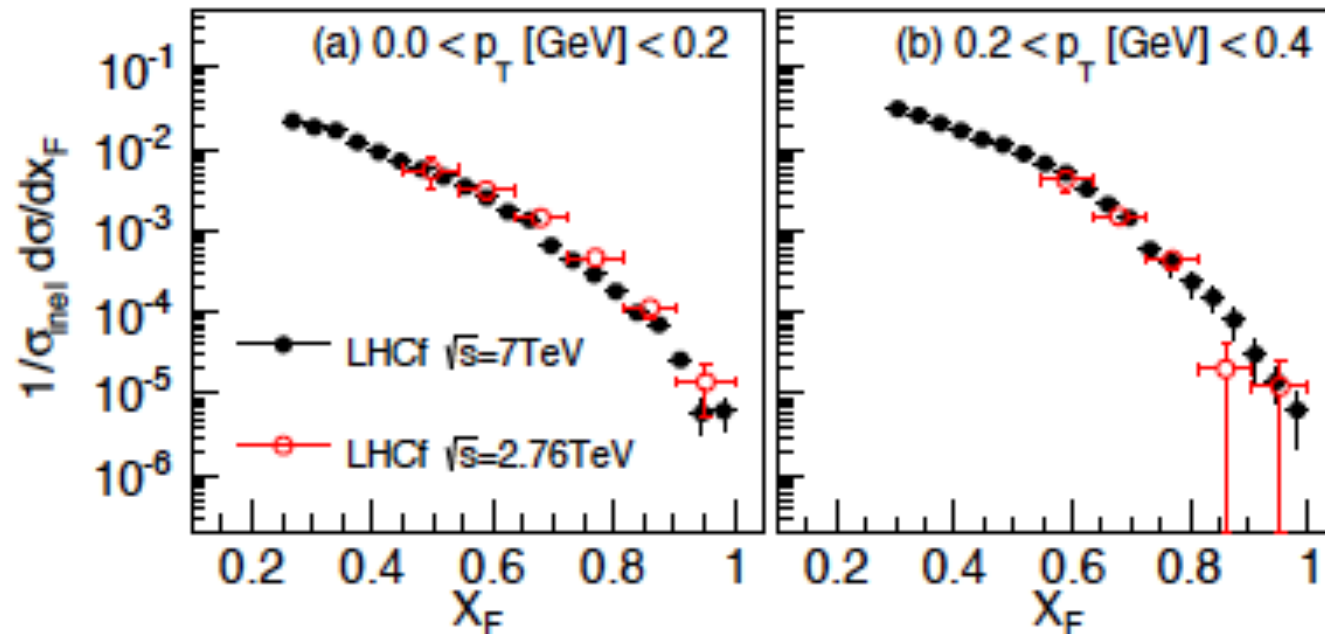 (a) 0.0 < p_T [GeV] < 0.2
(b) 0.2 < p_T [GeV] < 0.4
1/σ_inel dσ/dx_F
10^-1
10^-2
10^-3
10^-4
10^-5
10^-6
LHCf √s=7TeV
LHCf √s=2.76TeV
0.2 0.4 0.6 0.8 1
0.2 0.4 0.6 0.8 1
X_F
X_F